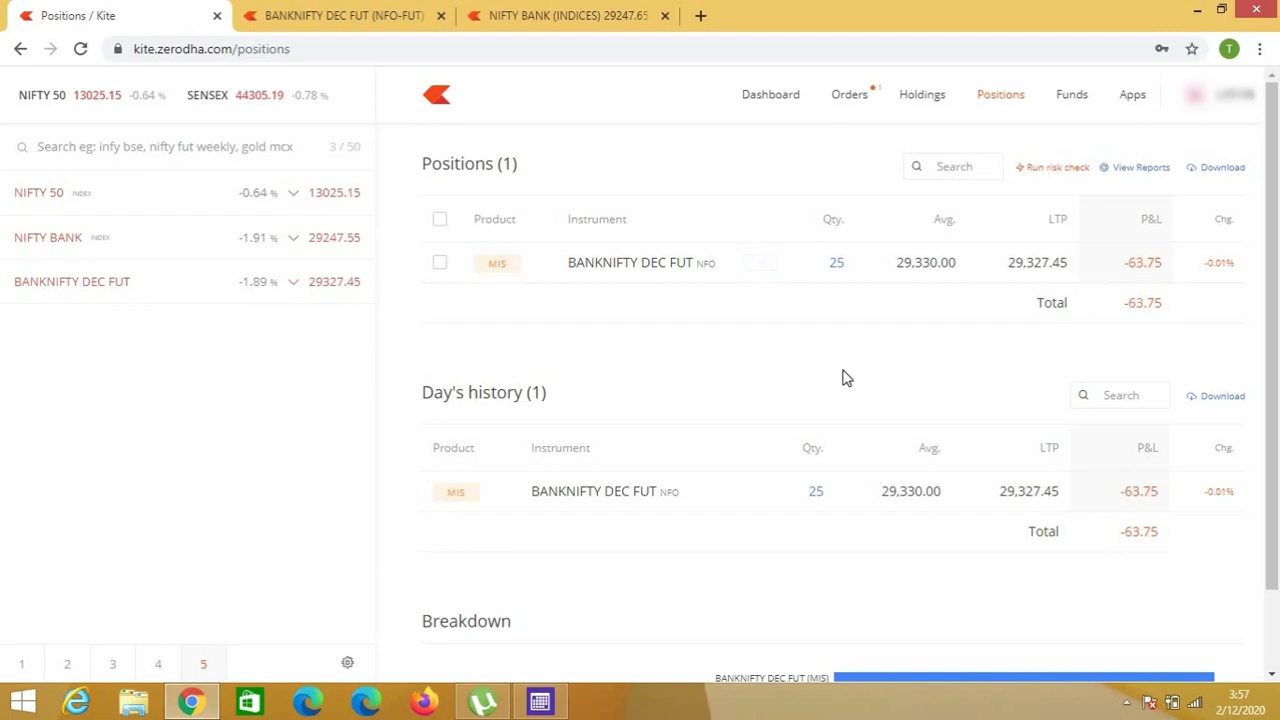 Positions / Kite
BANKNIFTY DEC FUT (NFO-FUT)
NIFTY BANK (INDICES) 29247.65
kite.zerodha.com/positions
T
NIFTY 50 13025.15 -0.64 % SENSEX 44305.19 -0.78 %
Dashboard Orders 1 Holdings Positions Funds Apps
Search eg: infy bse, nifty fut weekly, gold mcx 3 / 50
NIFTY 50 INDEX -0.64 % 13025.15
NIFTY BANK INDEX -1.91 % 29247.55
BANKNIFTY DEC FUT -1.89 % 29327.45
Positions (1)
Search Run risk check View Reports Download
Product Instrument Qty. Avg. LTP P&L Chg.
MIS BANKNIFTY DEC FUT NFO 25 29,330.00 29,327.45 -63.75 -0.01%
Total -63.75
Day's history (1)
Search Download
Product Instrument Qty. Avg. LTP P&L Chg.
MIS BANKNIFTY DEC FUT NFO 25 29,330.00 29,327.45 -63.75 -0.01%
Total -63.75
Breakdown
BANKNIFTY DEC FUT (MIS)
1 2 3 4 5
3:57
2/12/2020